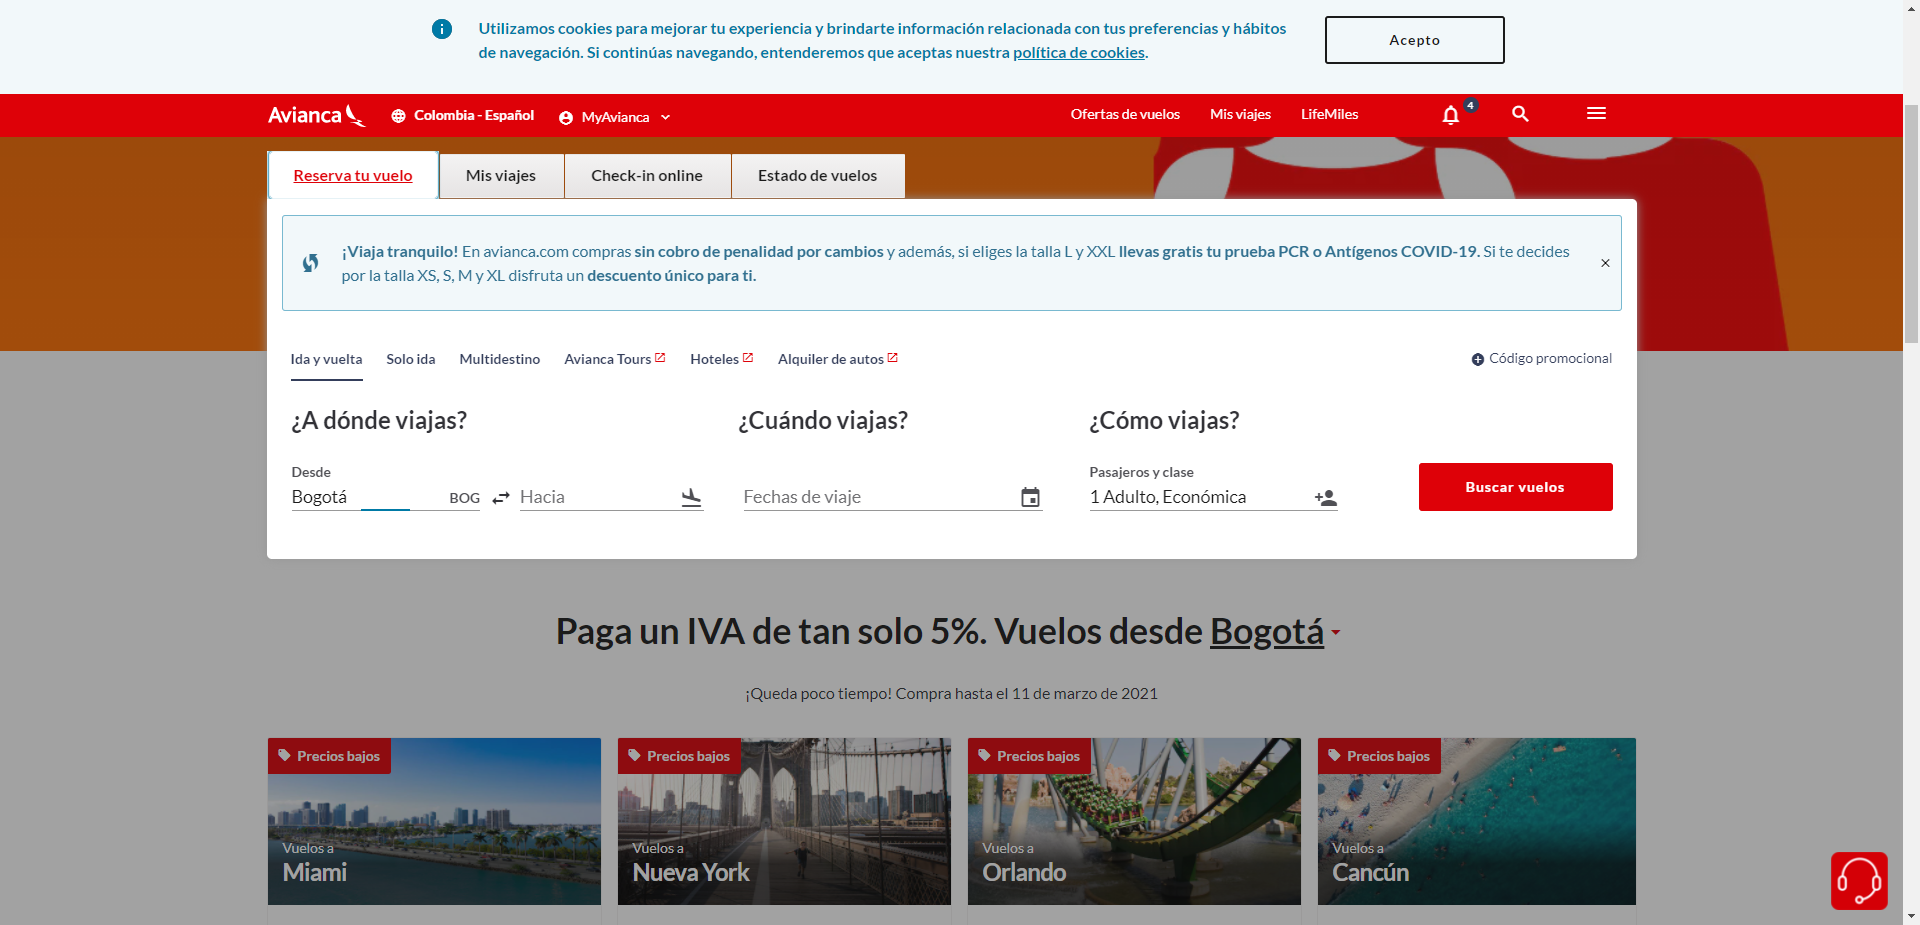 Utilizamos cookies para mejorar tu experiencia y brindarte información relacionada con tus preferencias y hábitos
de navegación. Si continúas navegando, entenderemos que aceptas nuestra política de cookies.
Acepto
Avianca
Colombia - Español
MyAvianca
Ofertas de vuelos
Mis viajes
LifeMiles
4
Reserva tu vuelo
Mis viajes
Check-in online
Estado de vuelos
¡Viaja tranquilo! En avianca.com compras sin cobro de penalidad por cambios y además, si eliges la talla L y XXL llevas gratis tu prueba PCR o Antígenos COVID-19. Si te decides
por la talla XS, S, M y XL disfruta un descuento único para ti.
Ida y vuelta
Solo ida
Multidestino
Avianca Tours
Hoteles
Alquiler de autos
Código promocional
¿A dónde viajas?
¿Cuándo viajas?
¿Cómo viajas?
Desde
Bogotá
BOG
Hacia
Fechas de viaje
Pasajeros y clase
1 Adulto, Económica
Buscar vuelos
Paga un IVA de tan solo 5%. Vuelos desde Bogotá
¡Queda poco tiempo! Compra hasta el 11 de marzo de 2021
Precios bajos
Vuelos a
Miami
Precios bajos
Vuelos a
Nueva York
Precios bajos
Vuelos a
Orlando
Precios bajos
Vuelos a
Cancún